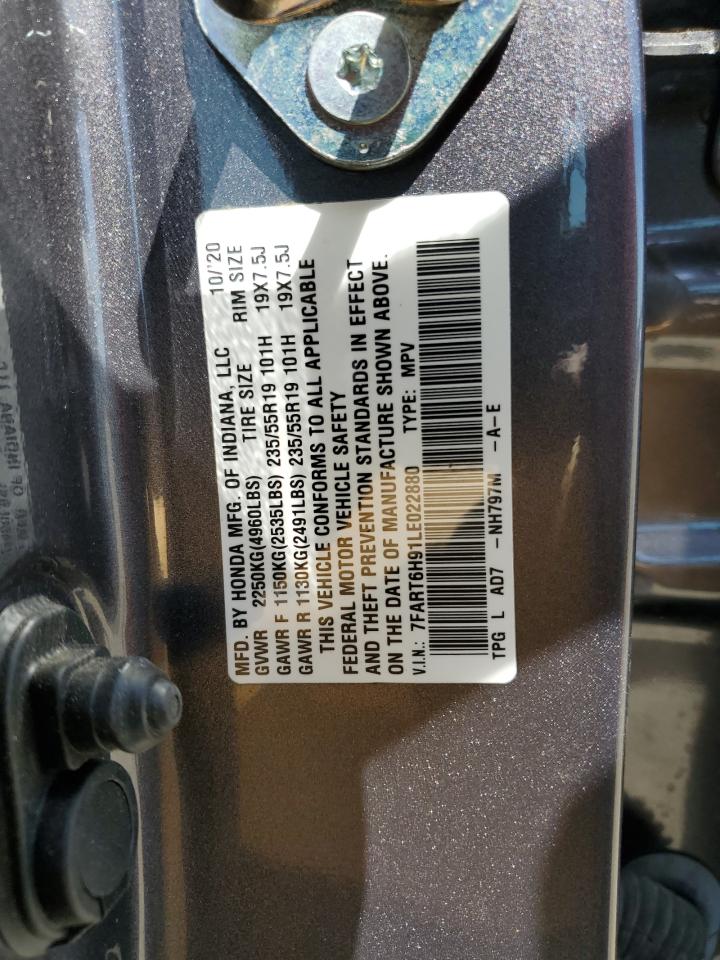 MFD. BY HONDA MFG. OF INDIANA, LLC 10/'20
GVWR 2250KG(4960LBS) TIRE SIZE RIM SIZE
GAWR F 1150KG(2535LBS) 235/55R19 101H 19X7.5J
GAWR R 1130KG(2491LBS) 235/55R19 101H 19X7.5J
THIS VEHICLE CONFORMS TO ALL APPLICABLE
FEDERAL MOTOR VEHICLE SAFETY
AND THEFT PREVENTION STANDARDS IN EFFECT
ON THE DATE OF MANUFACTURE SHOWN ABOVE.
V.I.N.: 7FART6H91LE022880 TYPE: MPV
TPG L AD7 -NH797M -A-E